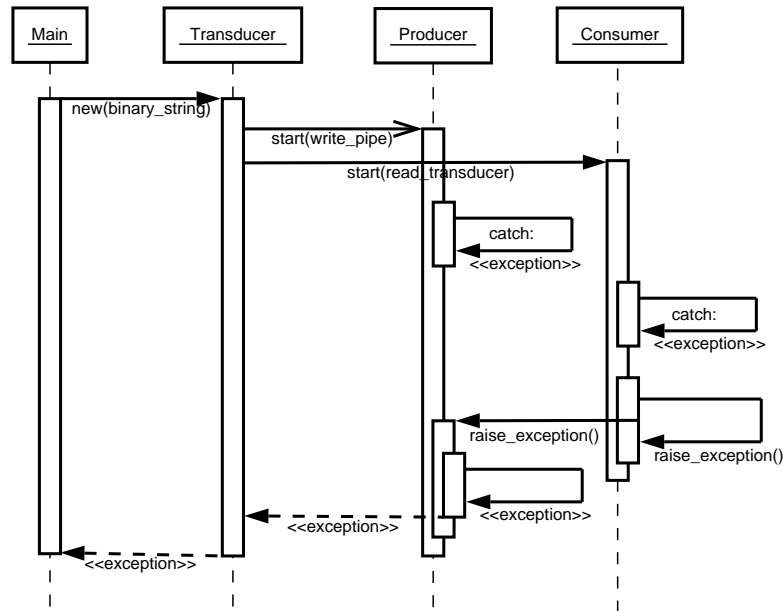 Main
Transducer
Producer
Consumer
new(binary_string)
start(write_pipe)
start(read_transducer)
catch:
<<exception>>
catch:
<<exception>>
raise_exception()
raise_exception()
<<exception>>
<<exception>>
<<exception>>